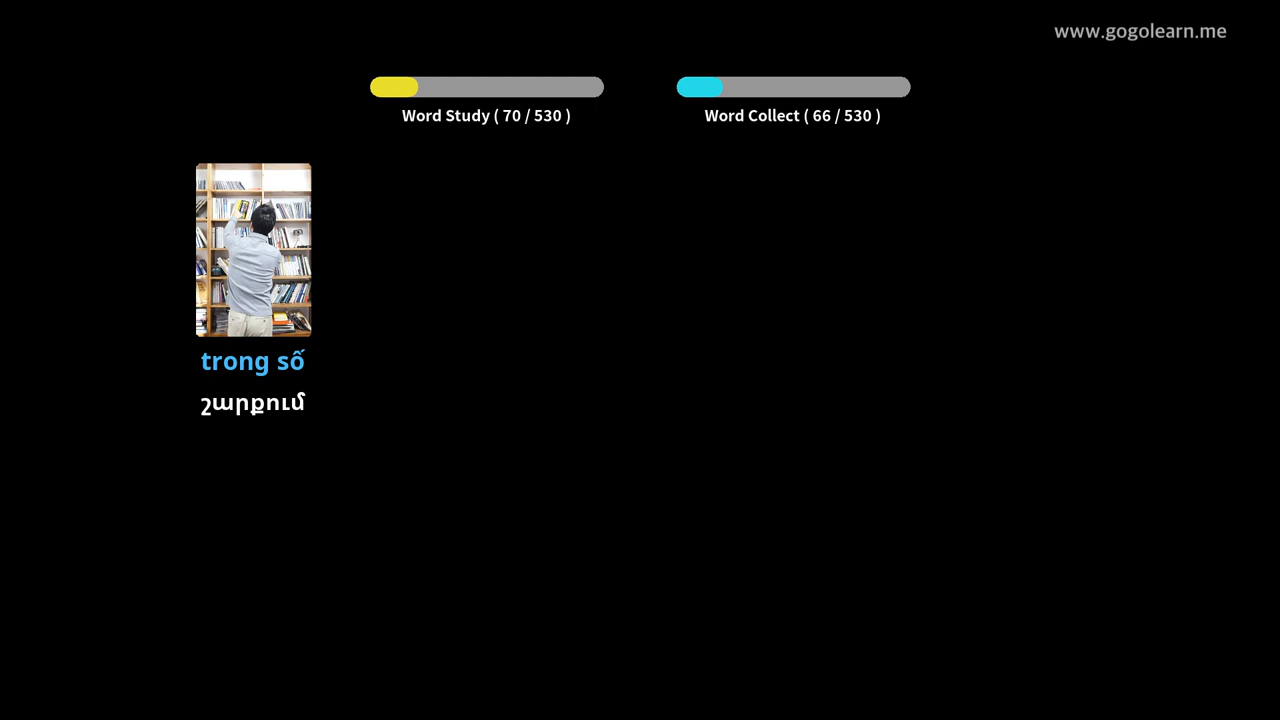 www.gogolearn.me
Word Study ( 70 / 530 )
Word Collect ( 66 / 530 )
trong số
շարքում